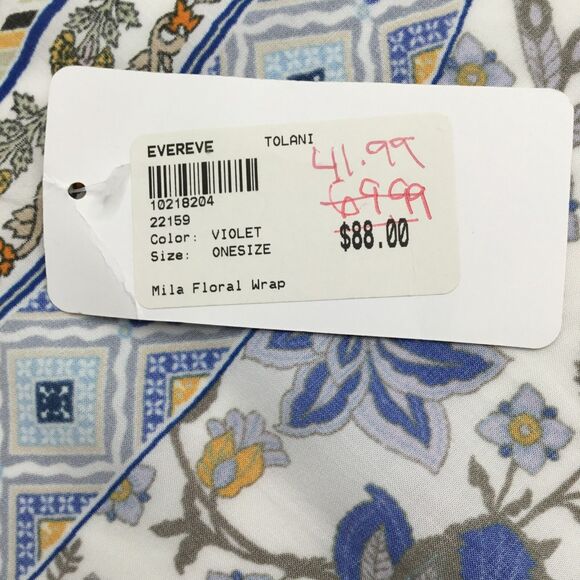 EVEREVE TOLANI
41.99
10218204
69.99
22159
Color: VIOLET
$88.00
Size: ONESIZE
Mila Floral Wrap